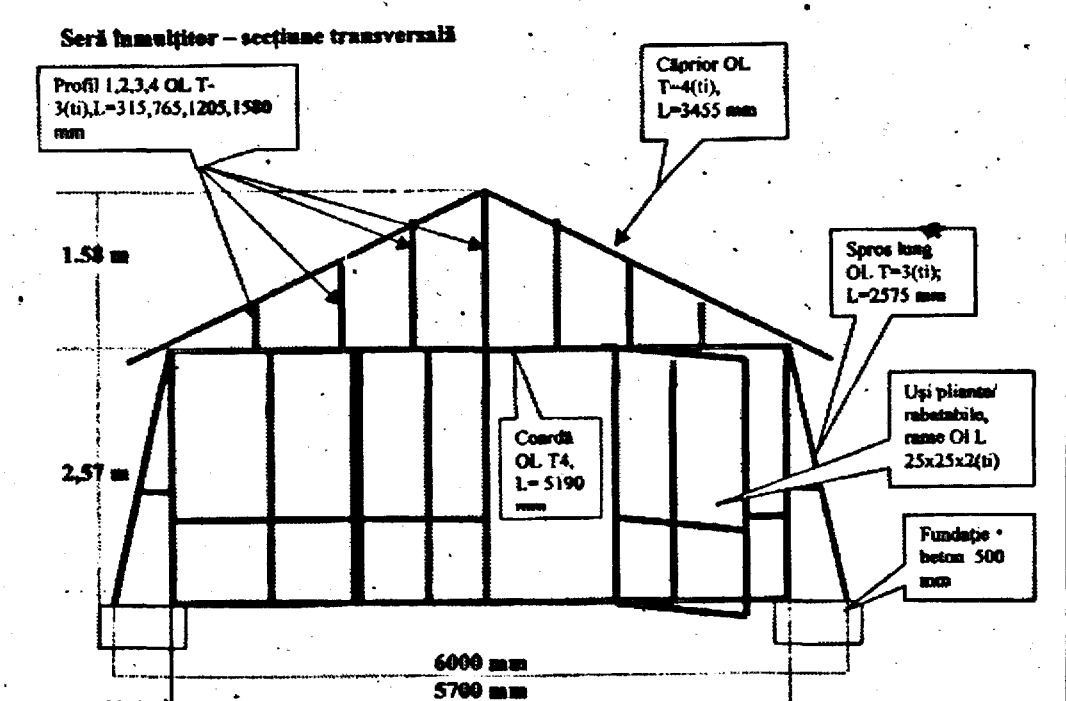 Seră înmulțitor – secțiune transversală
Profil 1,2,3,4 OL T-
3(ti),L=315,765,1205,1580
mm
Căprior OL
T=4(ti),
L=3455 mm
1.58 m
Spros lung
OL T=3(ti);
L=2575 mm
Uși pliante/
rabatabile,
rame Ol L
25x25x2(ti)
Coardă
OL T4,
L= 5190
mm
2,57 m
Fundație
beton 500
mm
6000 mm
5700 mm